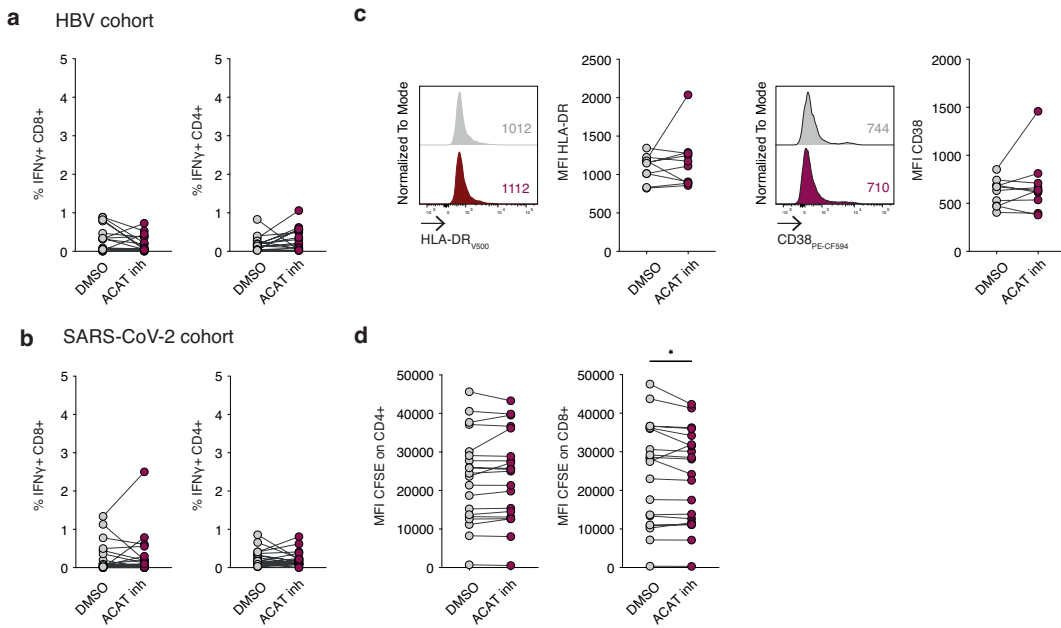 a
HBV cohort
% IFNγ+ CD8+
5
4
3
2
1
0
DMSO
ACAT inh
% IFNγ+ CD4+
5
4
3
2
1
0
DMSO
ACAT inh
b
SARS-CoV-2 cohort
% IFNγ+ CD8+
5
4
3
2
1
0
DMSO
ACAT inh
% IFNγ+ CD4+
5
4
3
2
1
0
DMSO
ACAT inh
c
Normalized To Mode
1012
1112
HLA-DR V500
MFI HLA-DR
2500
2000
1500
1000
500
0
DMSO
ACAT inh
Normalized To Mode
744
710
CD38 PE-CF594
MFI CD38
2000
1500
1000
500
0
DMSO
ACAT inh
d
MFI CFSE on CD4+
50000
40000
30000
20000
10000
0
DMSO
ACAT inh
MFI CFSE on CD8+
50000
40000
30000
20000
10000
0
*
DMSO
ACAT inh